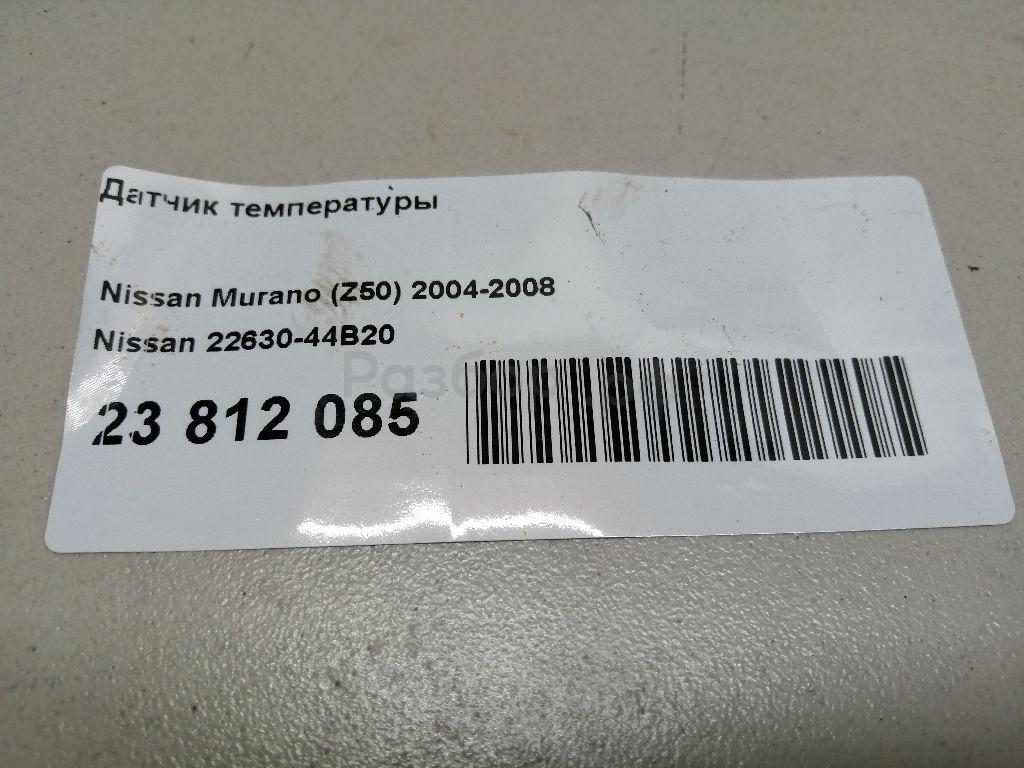 Датчик температуры
Nissan Murano (Z50) 2004-2008
Nissan 22630-44B20
23 812 085